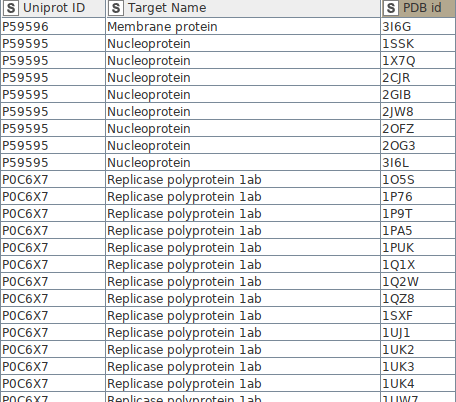 S Uniprot ID S Target Name S PDB id
P59596 Membrane protein 3I6G
P59595 Nucleoprotein 1SSK
P59595 Nucleoprotein 1X7Q
P59595 Nucleoprotein 2CJR
P59595 Nucleoprotein 2GIB
P59595 Nucleoprotein 2JW8
P59595 Nucleoprotein 2OFZ
P59595 Nucleoprotein 2OG3
P59595 Nucleoprotein 3I6L
P0C6X7 Replicase polyprotein 1ab 1O5S
P0C6X7 Replicase polyprotein 1ab 1P76
P0C6X7 Replicase polyprotein 1ab 1P9T
P0C6X7 Replicase polyprotein 1ab 1PA5
P0C6X7 Replicase polyprotein 1ab 1PUK
P0C6X7 Replicase polyprotein 1ab 1Q1X
P0C6X7 Replicase polyprotein 1ab 1Q2W
P0C6X7 Replicase polyprotein 1ab 1QZ8
P0C6X7 Replicase polyprotein 1ab 1SXF
P0C6X7 Replicase polyprotein 1ab 1UJ1
P0C6X7 Replicase polyprotein 1ab 1UK2
P0C6X7 Replicase polyprotein 1ab 1UK3
P0C6X7 Replicase polyprotein 1ab 1UK4
P0C6X7 Replicase polyprotein 1ab 1UW7